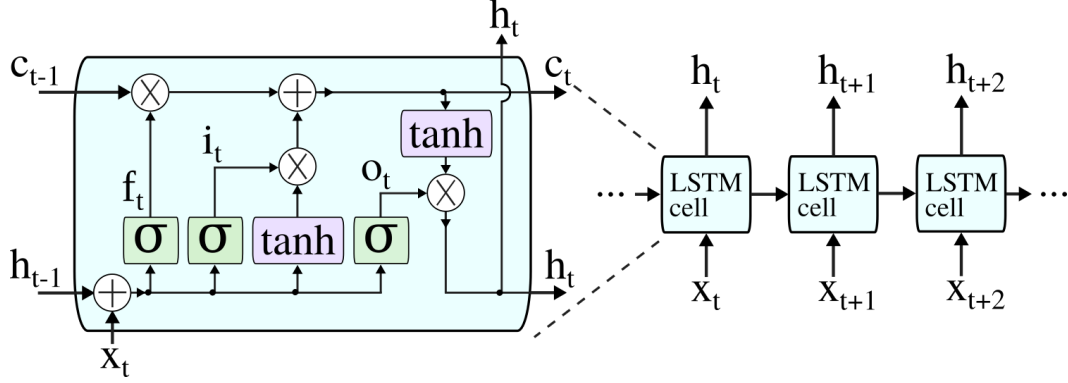 h_t
c_{t-1}
c_t
tanh
i_t
o_t
f_t
σ
σ
tanh
σ
h_{t-1}
h_t
x_t
h_t
h_{t+1}
h_{t+2}
...
LSTM
cell
LSTM
cell
LSTM
cell
...
x_t
x_{t+1}
x_{t+2}